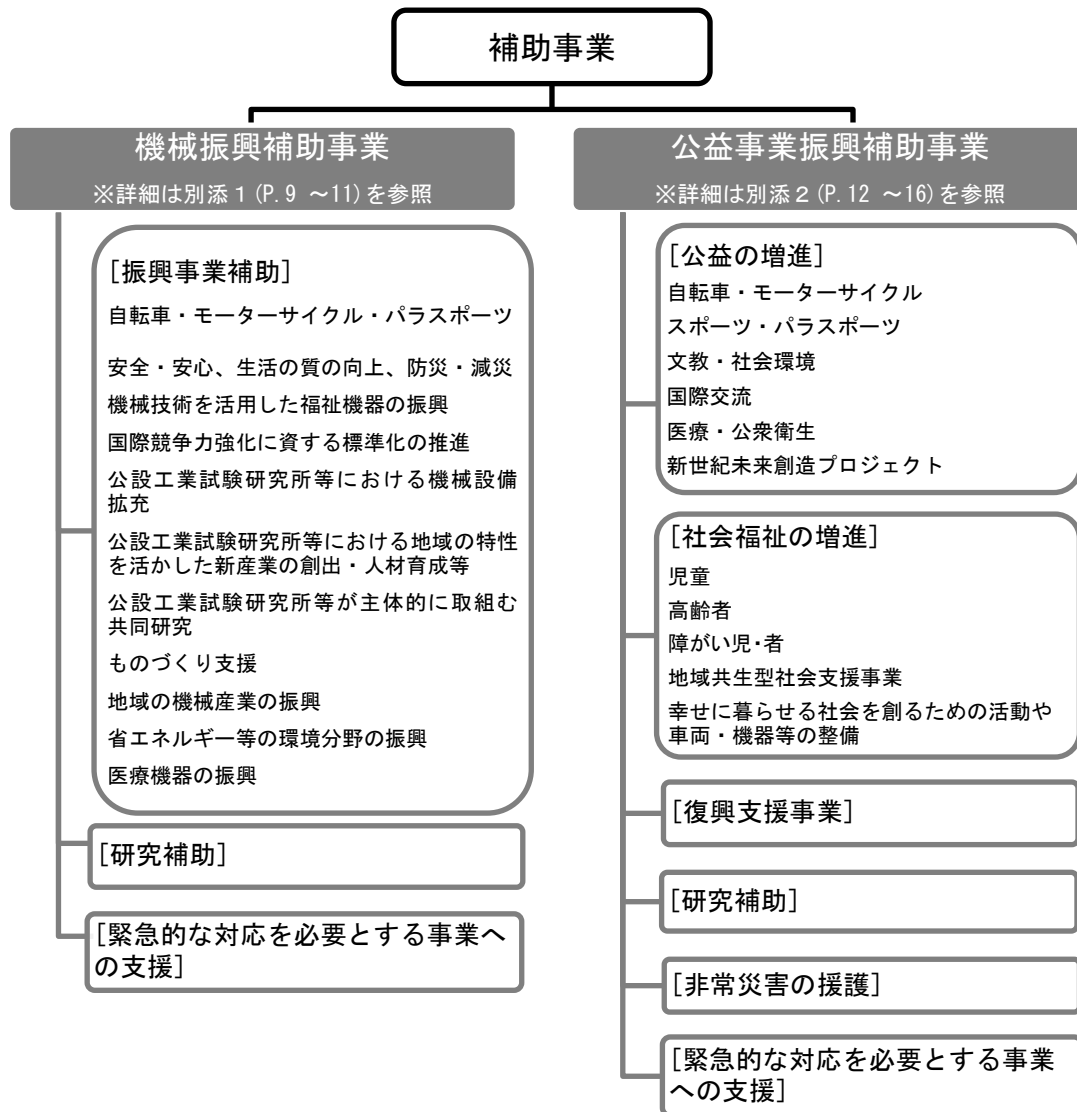 補助事業
機械振興補助事業
※詳細は別添1(P.9 ～11)を参照
[振興事業補助]
自転車・モーターサイクル・パラスポーツ
安全・安心、生活の質の向上、防災・減災
機械技術を活用した福祉機器の振興
国際競争力強化に資する標準化の推進
公設工業試験研究所等における機械設備
拡充
公設工業試験研究所等における地域の特性
を活かした新産業の創出・人材育成等
公設工業試験研究所等が主体的に取組む
共同研究
ものづくり支援
地域の機械産業の振興
省エネルギー等の環境分野の振興
医療機器の振興
[研究補助]
[緊急的な対応を必要とする事業へ
の支援]
公益事業振興補助事業
※詳細は別添2(P.12 ～16)を参照
[公益の増進]
自転車・モーターサイクル
スポーツ・パラスポーツ
文教・社会環境
国際交流
医療・公衆衛生
新世紀未来創造プロジェクト
[社会福祉の増進]
児童
高齢者
障がい児・者
地域共生型社会支援事業
幸せに暮らせる社会を創るための活動や
車両・機器等の整備
[復興支援事業]
[研究補助]
[非常災害の援護]
[緊急的な対応を必要とする事業
への支援]